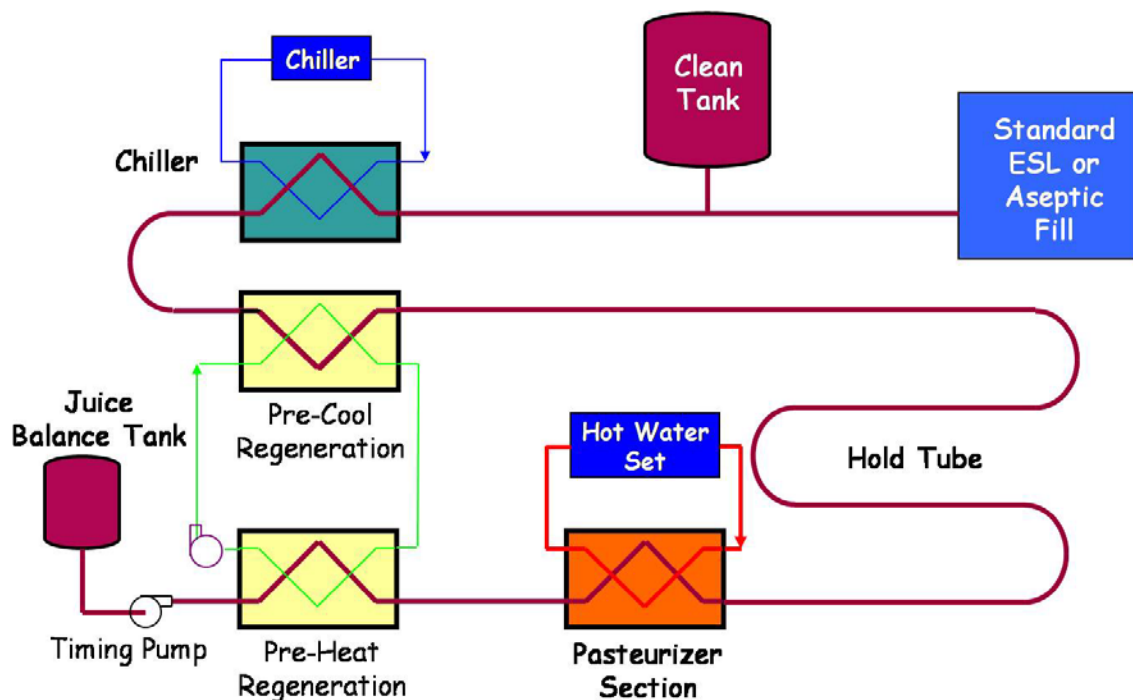 Chiller
Clean
Tank
Standard
ESL or
Aseptic
Fill
Chiller
Pre-Cool
Regeneration
Juice
Balance Tank
Hot Water
Set
Hold Tube
Timing Pump
Pre-Heat
Regeneration
Pasteurizer
Section